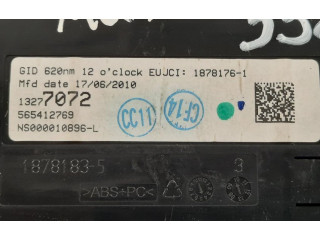 GID 620nm 12 o'clock EUJCI: 1878176-1
Mfd date 17/06/2010
13277072
565412769
NS000010896-L
CC11
CF14
1878183-5
3
>ABS+PC<